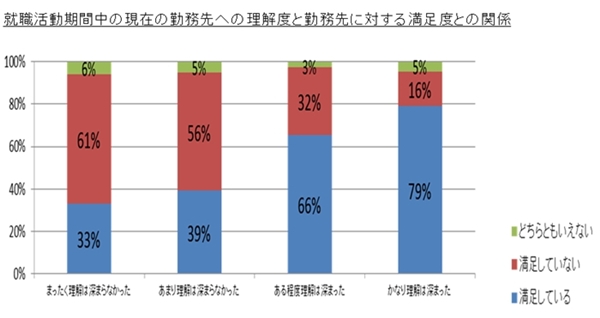 就職活動期間中の現在の勤務先への理解度と勤務先に対する満足度との関係
100%
80%
60%
40%
20%
0%
6%
61%
33%
5%
56%
39%
3%
32%
66%
5%
16%
79%
まったく理解は深まらなかった
あまり理解は深まらなかった
ある程度理解は深まった
かなり理解は深まった
どちらともいえない
満足していない
満足している